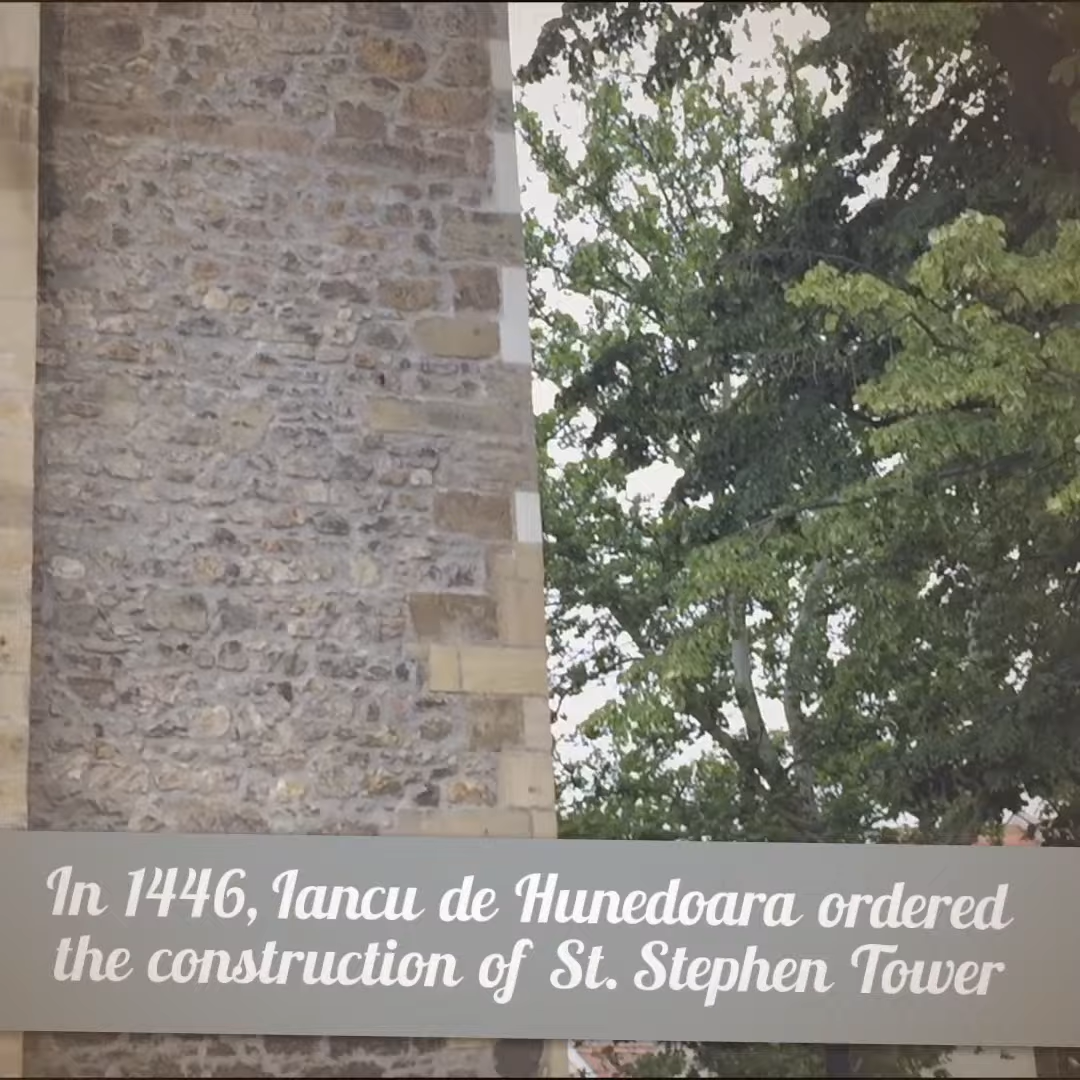 In 1446, Iancu de Hunedoara ordered
the construction of St. Stephen Tower